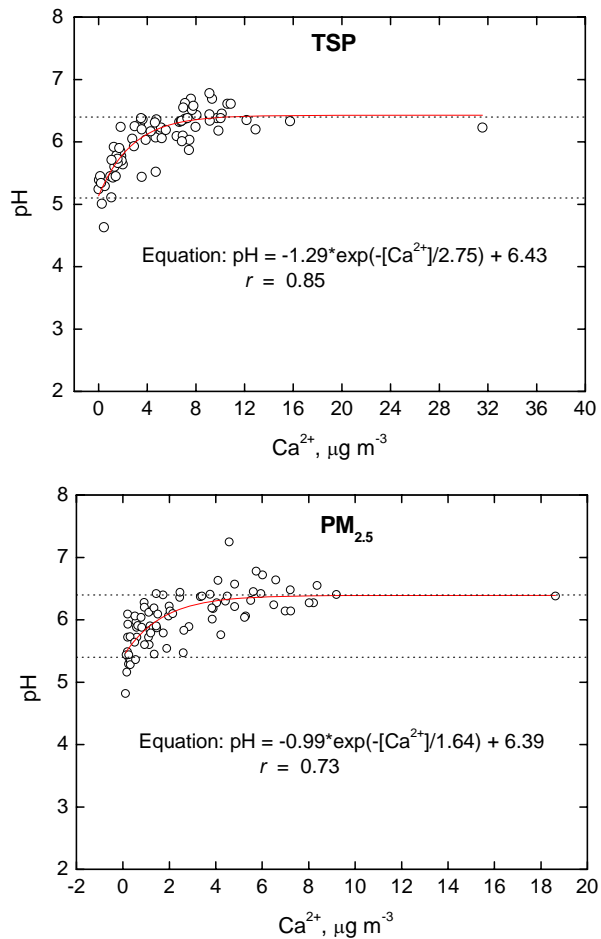 TSP
8
7
6
5
4
3
2
pH
Equation: pH = -1.29*exp(-[Ca²⁺]/2.75) + 6.43
r = 0.85
0 4 8 12 16 20 24 28 32 36 40
Ca²⁺, μg m⁻³
PM₂.₅
8
7
6
5
4
3
2
pH
Equation: pH = -0.99*exp(-[Ca²⁺]/1.64) + 6.39
r = 0.73
-2 0 2 4 6 8 10 12 14 16 18 20
Ca²⁺, μg m⁻³